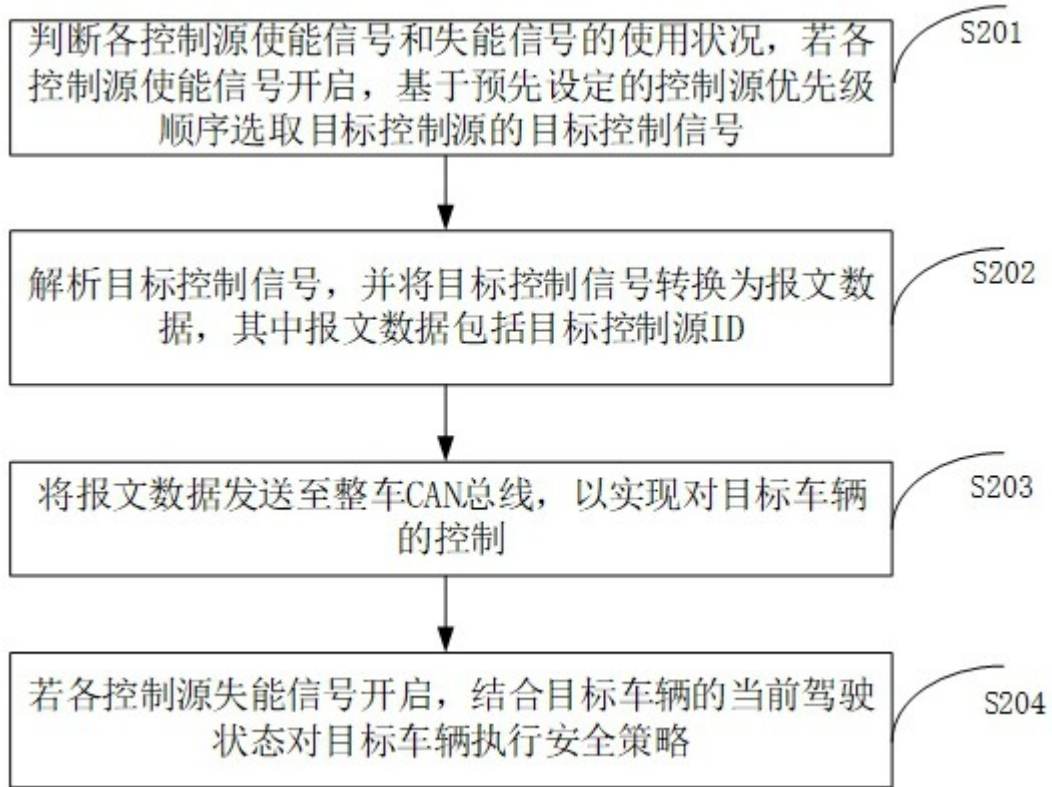 判断各控制源使能信号和失能信号的使用状况，若各
控制源使能信号开启，基于预先设定的控制源优先级
顺序选取目标控制源的目标控制信号
S201
解析目标控制信号，并将目标控制信号转换为报文数
据，其中报文数据包括目标控制源ID
S202
将报文数据发送至整车CAN总线，以实现对目标车辆
的控制
S203
若各控制源失能信号开启，结合目标车辆的当前驾驶
状态对目标车辆执行安全策略
S204